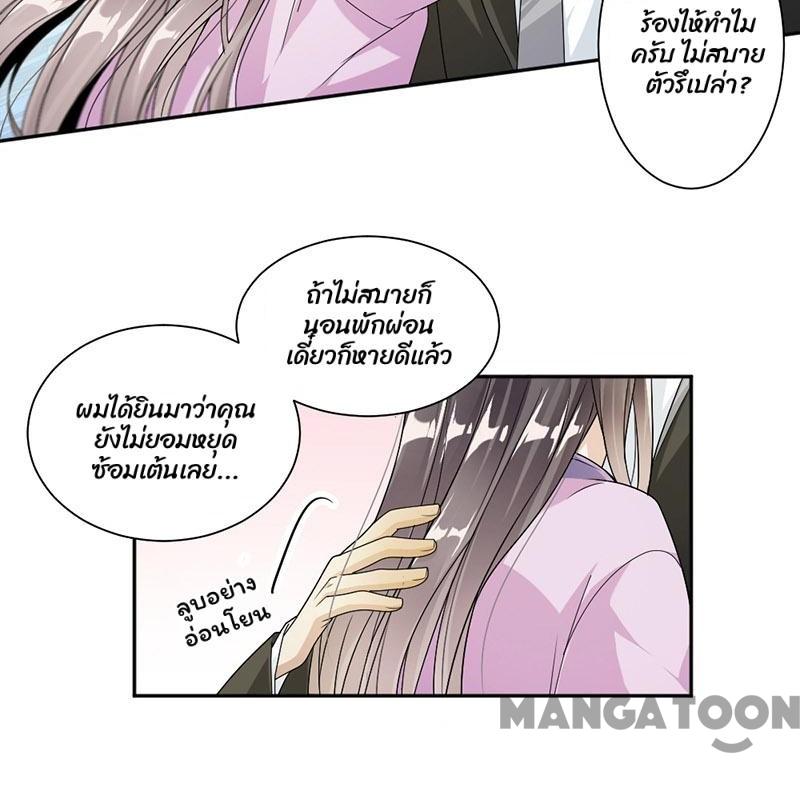 ร้องไห้ทำไม
ครับ ไม่สบาย
ตัวรึเปล่า?
ถ้าไม่สบายก็
นอนพักผ่อน
เดี๋ยวก็หายดีแล้ว
ผมได้ยินมาว่าคุณ
ยังไม่ยอมหยุด
ซ้อมเต้นเลย...
ลูบอย่าง
อ่อนโยน
MANGATOON